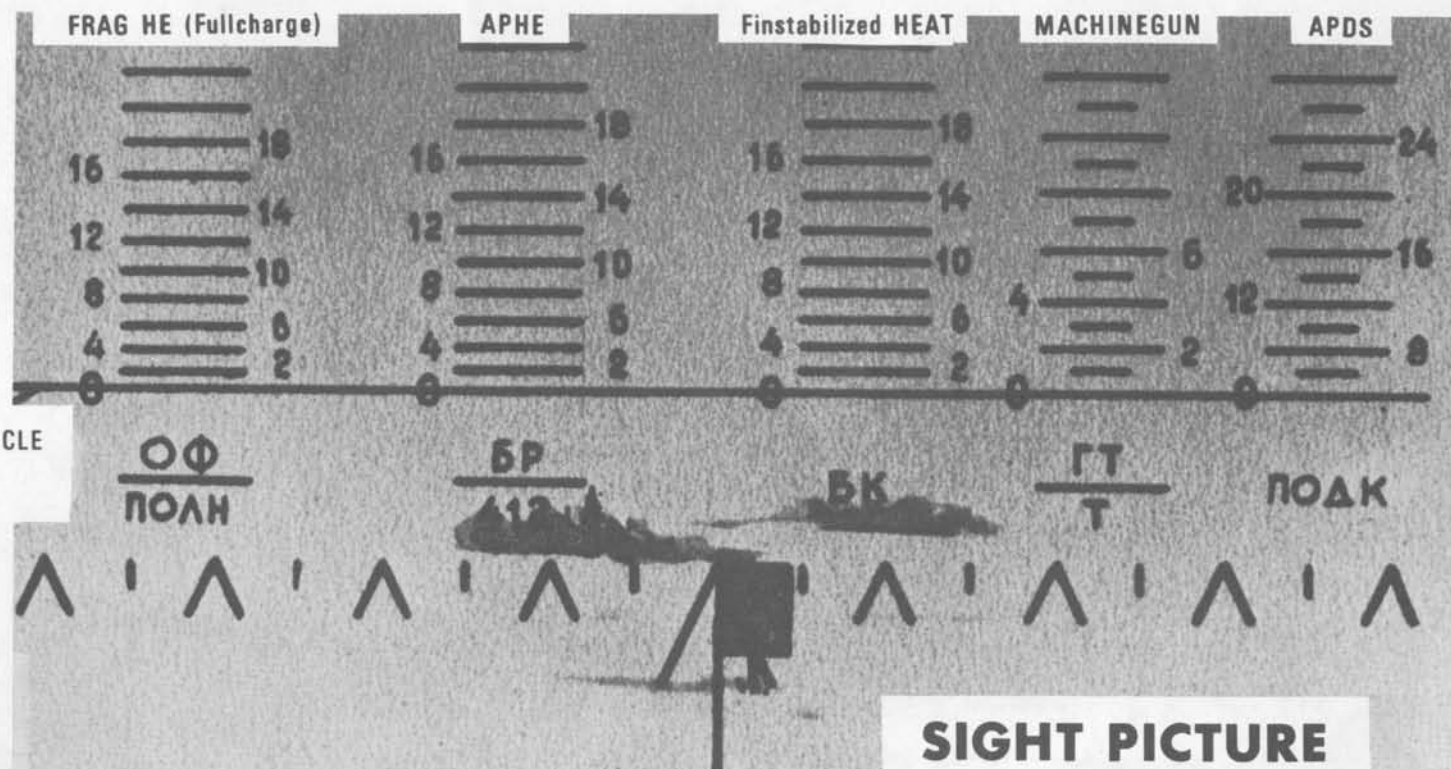 FRAG HE (Fullcharge) APHE Finstabilized HEAT MACHINEGUN APDS
18 18 18 24
16 16 16
14 14 14 20
12 12 12
10 10 10 6 16
8 8 8 4 12
6 6 6
4 4 4 2 8
2 2 2
0 0 0 0 0
CLE
ОФ БР БК ГТ ПОДК
ПОЛН 412 Т
SIGHT PICTURE